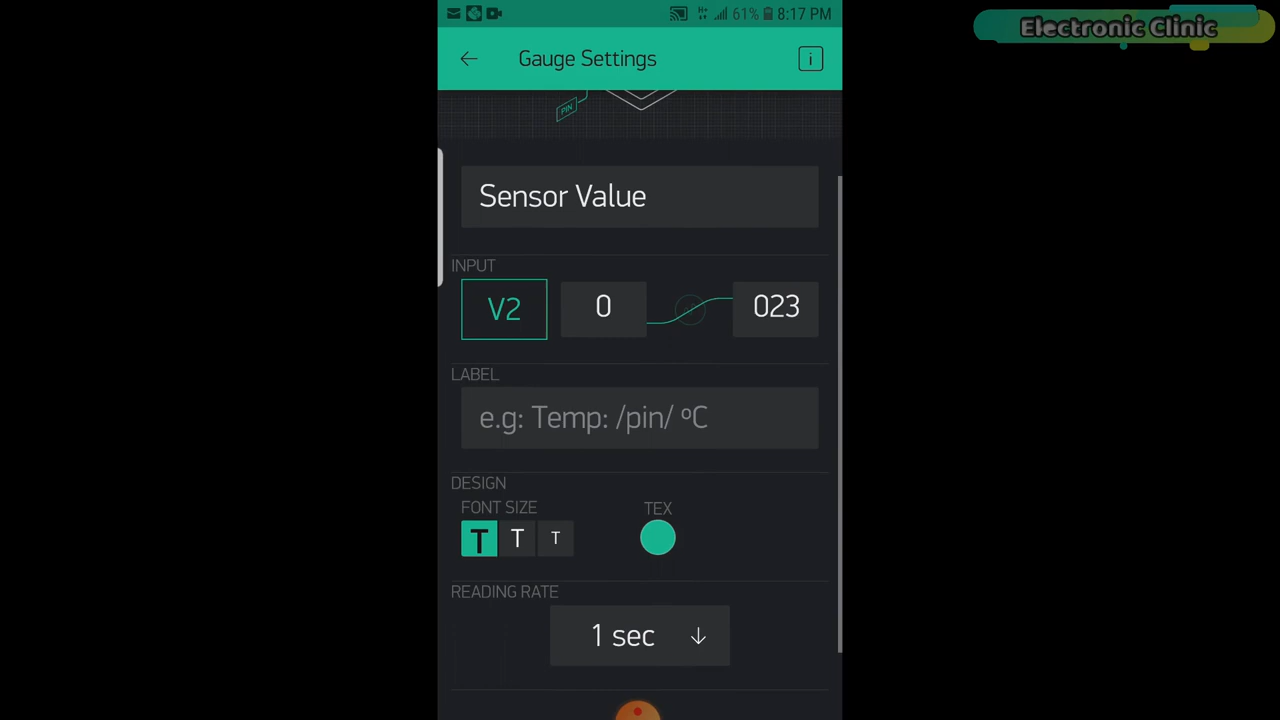 61% 8:17 PM
Electronic Clinic
Gauge Settings
i
PIN
Sensor Value
INPUT
V2 0 023
LABEL
e.g: Temp: /pin/ ºC
DESIGN
FONT SIZE TEX
T T T
READING RATE
1 sec